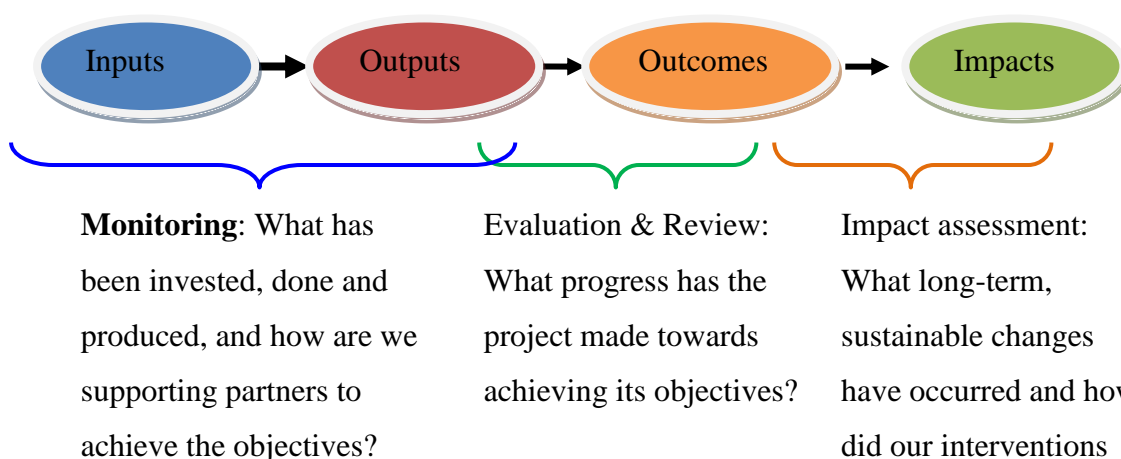 Inputs
Outputs
Outcomes
Impacts
Monitoring: What has
been invested, done and
produced, and how are we
supporting partners to
achieve the objectives?
Evaluation & Review:
What progress has the
project made towards
achieving its objectives?
Impact assessment:
What long-term,
sustainable changes
have occurred and how
did our interventions